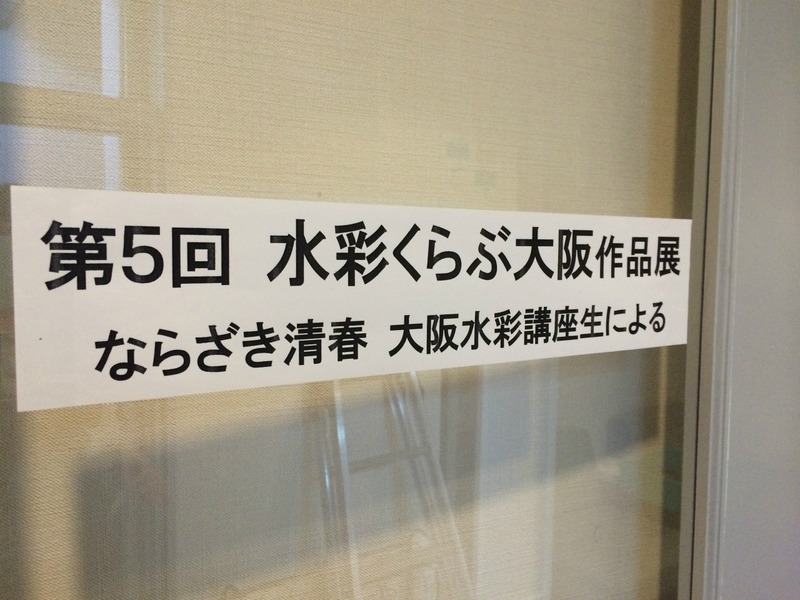 第5回 水彩くらぶ大阪作品展
ならざき清春 大阪水彩講座生による